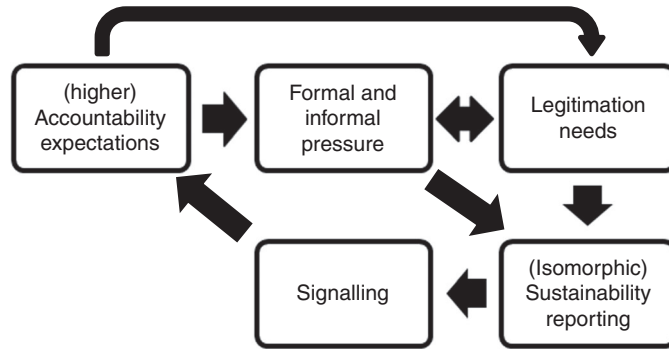 (higher)
Accountability
expectations
Formal and
informal
pressure
Legitimation
needs
Signalling
(Isomorphic)
Sustainability
reporting